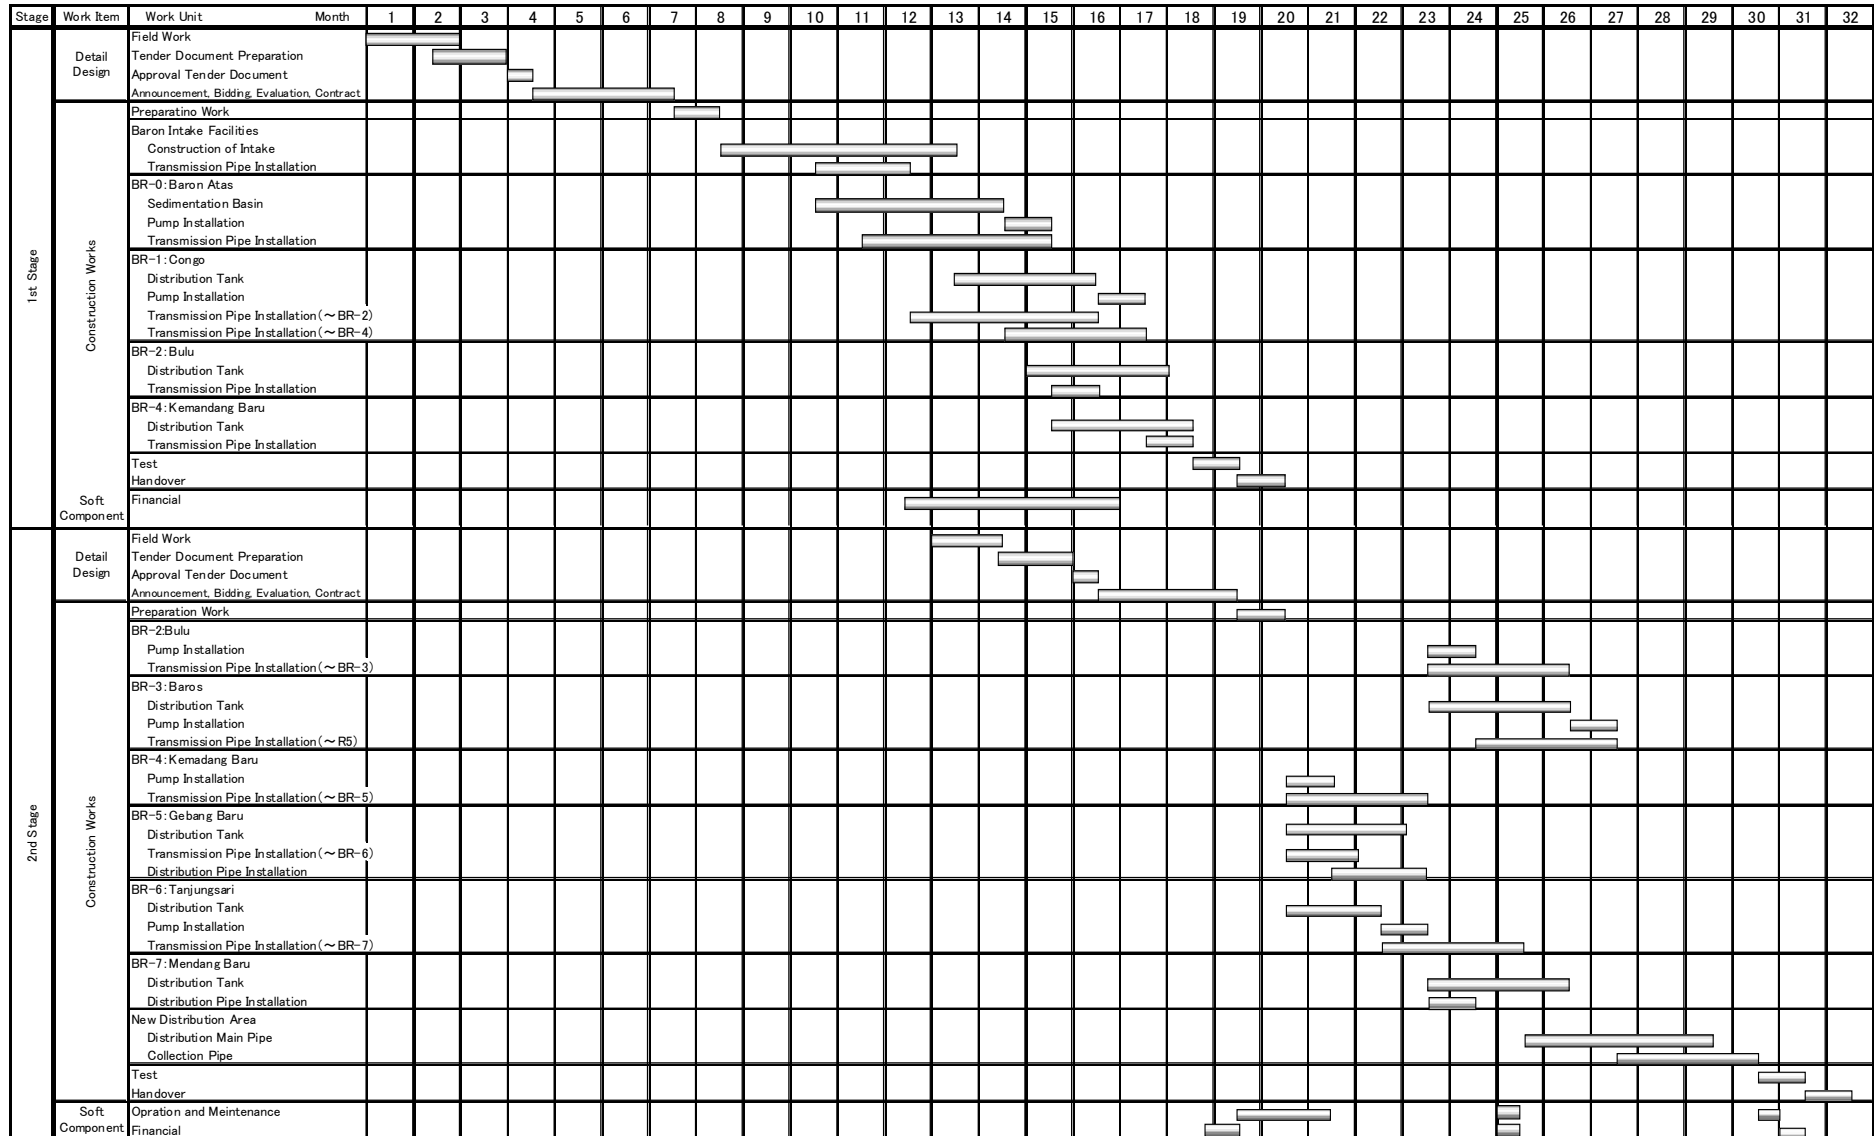 Stage Work Item Work Unit Month 1 2 3 4 5 6 7 8 9 10 11 12 13 14 15 16 17 18 19 20 21 22 23 24 25 26 27 28 29 30 31 32
1st Stage
Detail
Design
Field Work
Tender Document Preparation
Approval Tender Document
Announcement, Bidding, Evaluation, Contract
Construction Works
Preparatino Work
Baron Intake Facilities
Construction of Intake
Transmission Pipe Installation
BR-0:Baron Atas
Sedimentation Basin
Pump Installation
Transmission Pipe Installation
BR-1:Congo
Distribution Tank
Pump Installation
Transmission Pipe Installation(~BR-2)
Transmission Pipe Installation(~BR-4)
BR-2:Bulu
Distribution Tank
Transmission Pipe Installation
BR-4:Kemandang Baru
Distribution Tank
Transmission Pipe Installation
Test
Handover
Soft
Component
Financial
2nd Stage
Detail
Design
Field Work
Tender Document Preparation
Approval Tender Document
Announcement, Bidding, Evaluation, Contract
Construction Works
Preparation Work
BR-2:Bulu
Pump Installation
Transmission Pipe Installation(~BR-3)
BR-3:Baros
Distribution Tank
Pump Installation
Transmission Pipe Installation(~R5)
BR-4:Kemadang Baru
Pump Installation
Transmission Pipe Installation(~BR-5)
BR-5:Gebang Baru
Distribution Tank
Transmission Pipe Installation(~BR-6)
Distribution Pipe Installation
BR-6:Tanjungsari
Distribution Tank
Pump Installation
Transmission Pipe Installation(~BR-7)
BR-7:Mendang Baru
Distribution Tank
Distribution Pipe Installation
New Distribution Area
Distribution Main Pipe
Collection Pipe
Test
Handover
Soft
Component
Opration and Maintenance
Financial